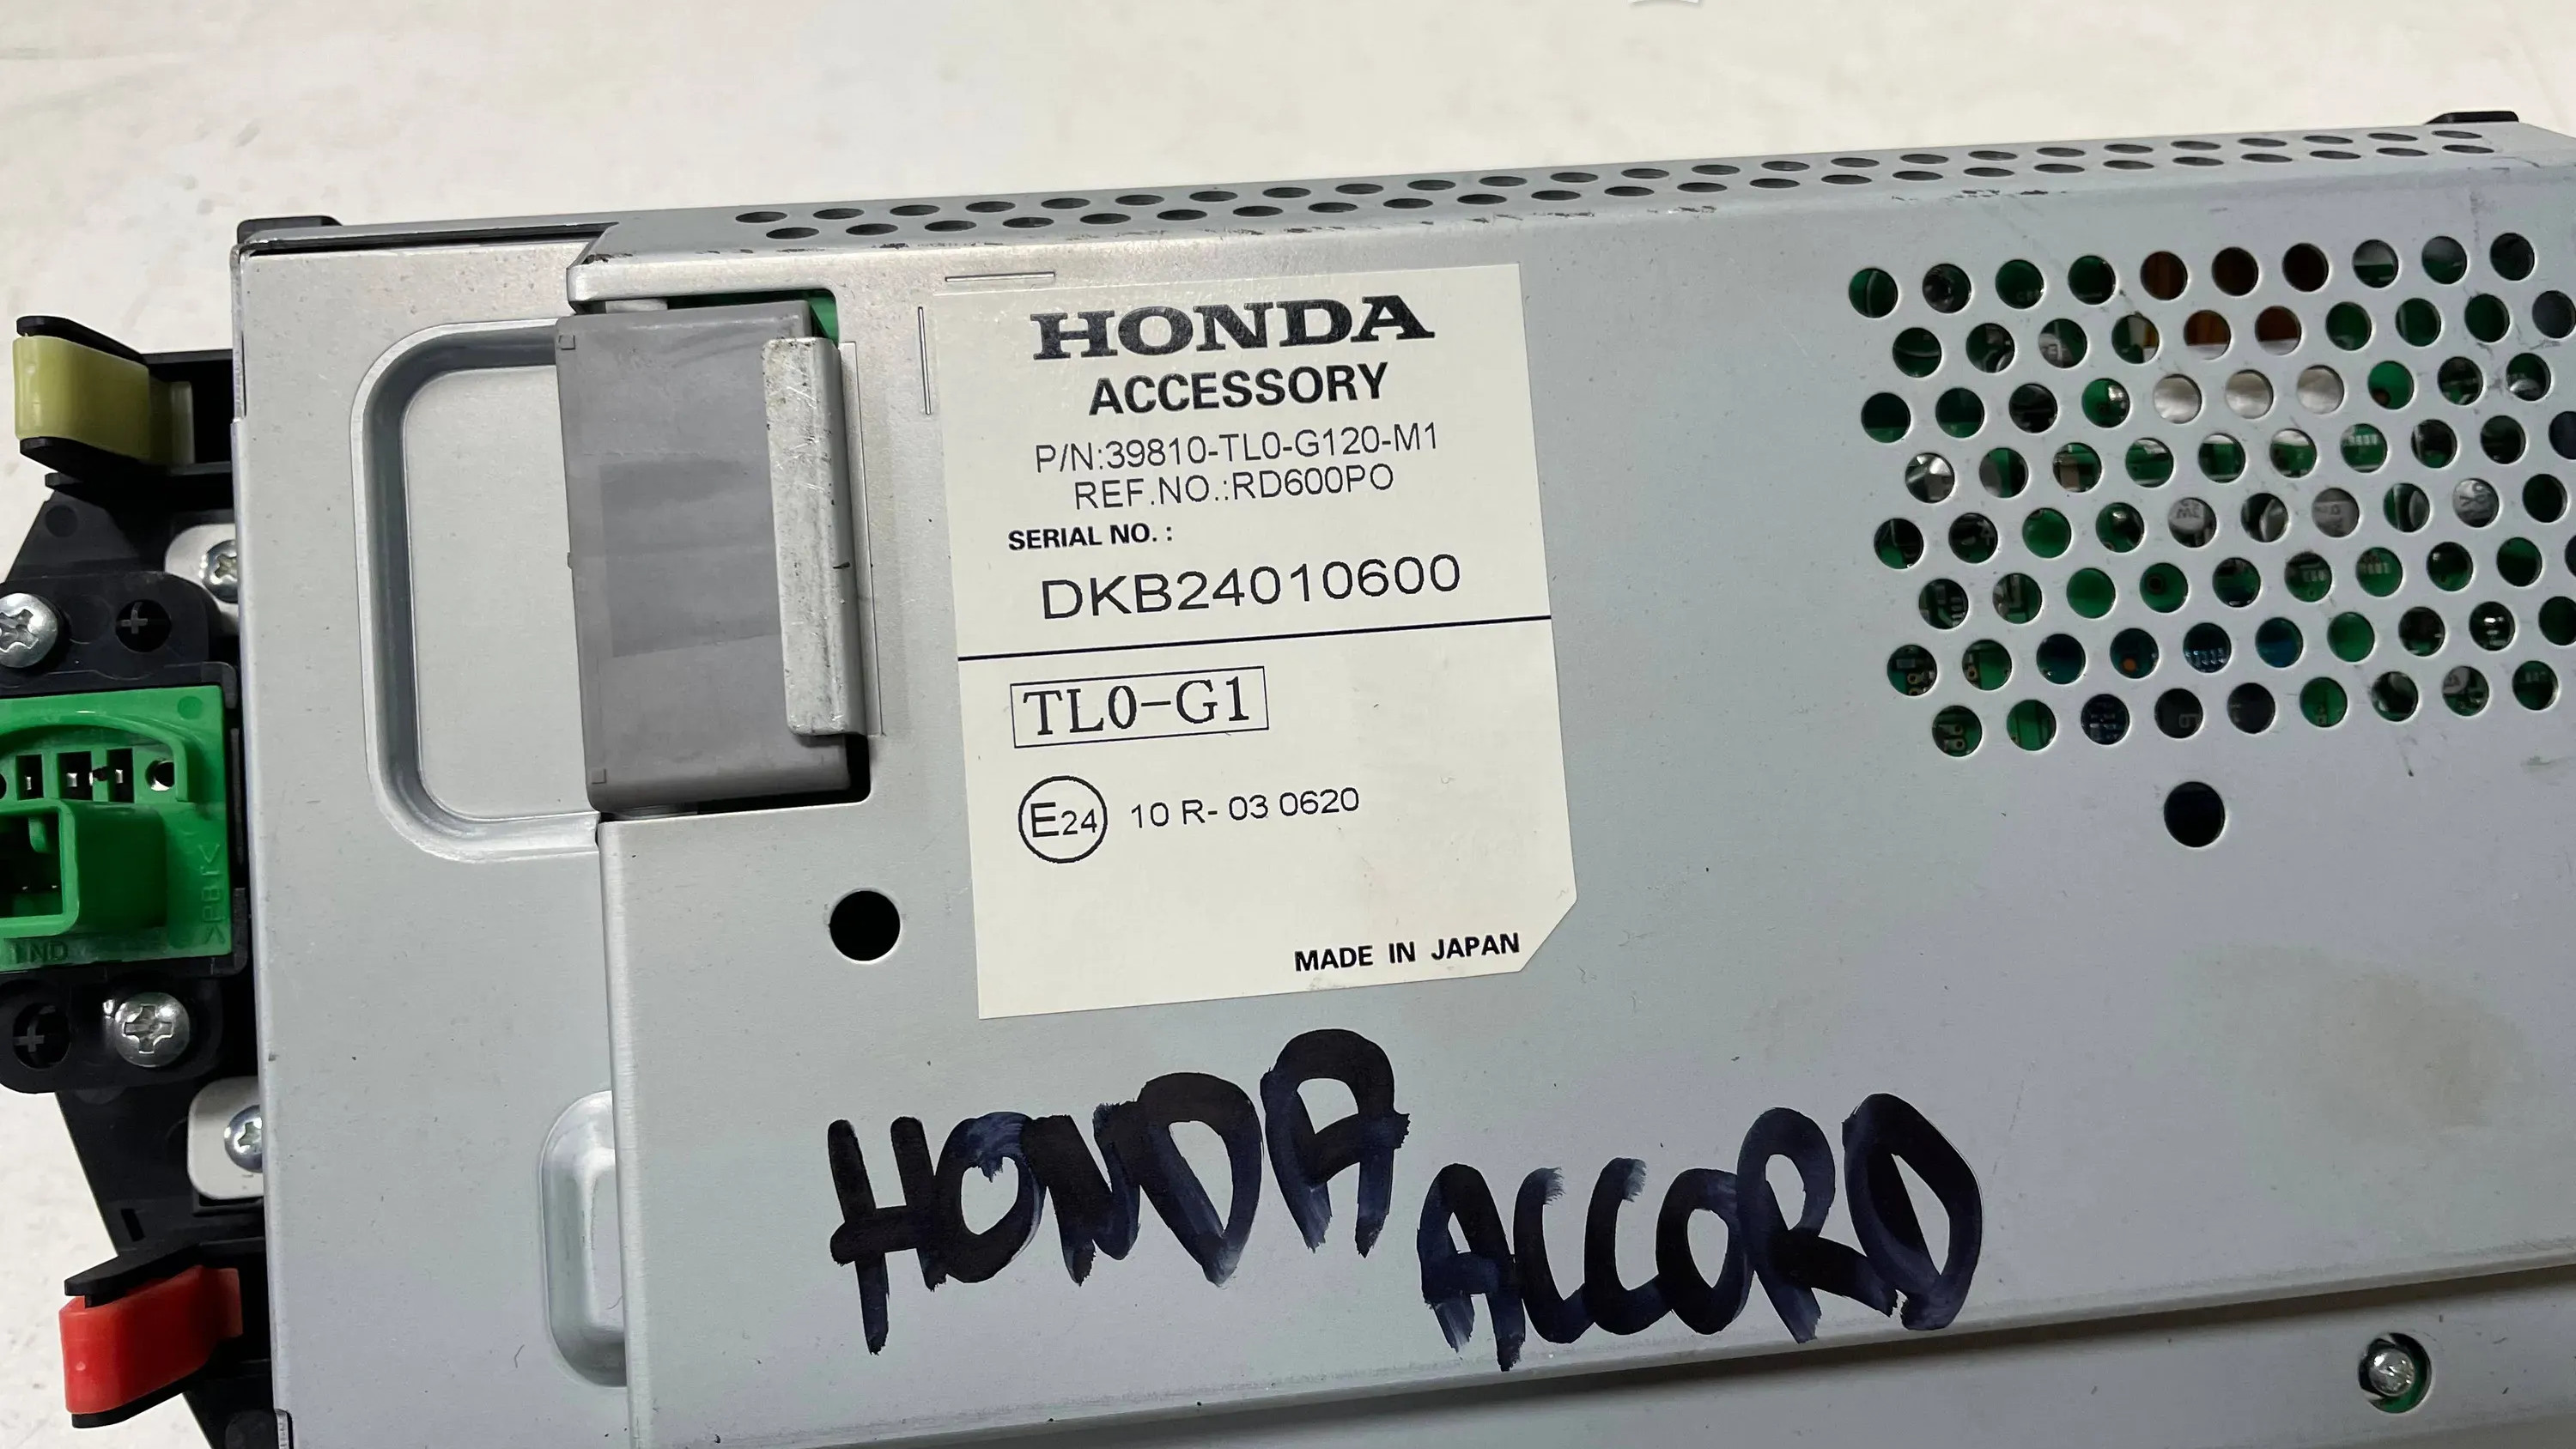 HONDA
ACCESSORY
P/N:39810-TL0-G120-M1
REF.NO.:RD600PO
SERIAL NO. :
DKB24010600
TL0-G1
E24 10 R- 03 0620
MADE IN JAPAN
HONDA ACCORD
>PBT<